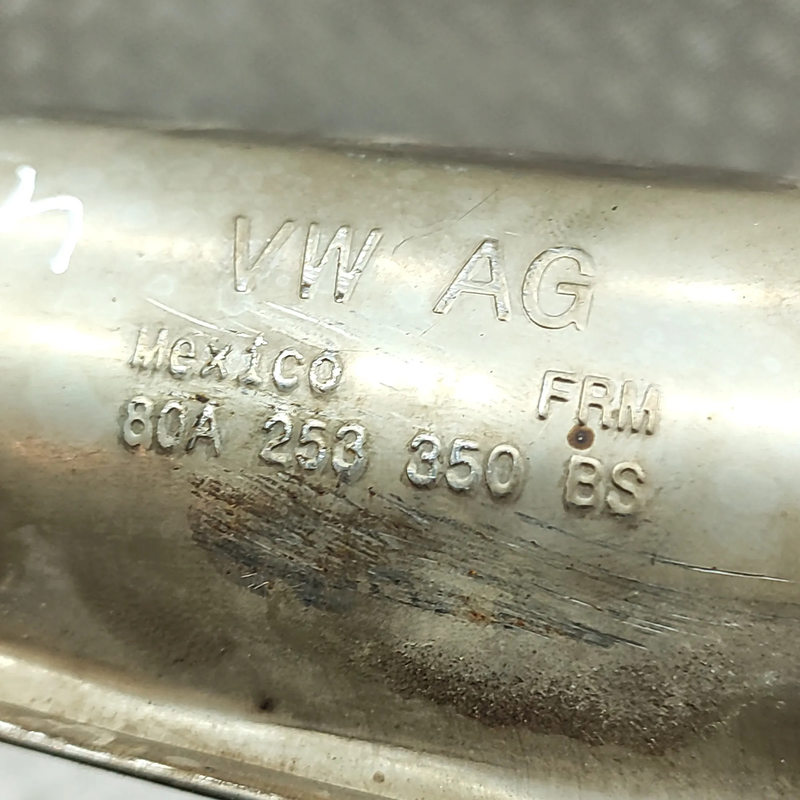 VW AG
Mexico FRM
80A 253 350 BS